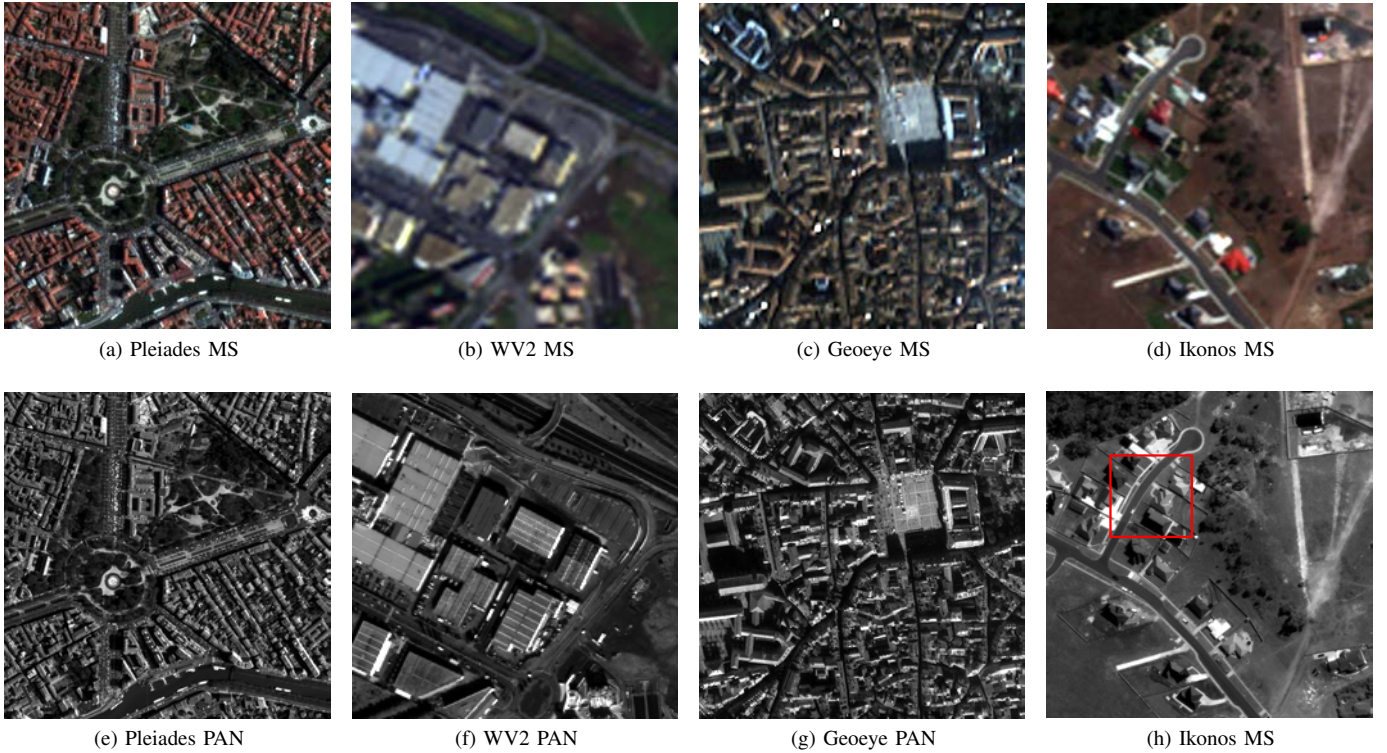 (a) Pleiades MS
(b) WV2 MS
(c) Geoeye MS
(d) Ikonos MS
(e) Pleiades PAN
(f) WV2 PAN
(g) Geoeye PAN
(h) Ikonos MS